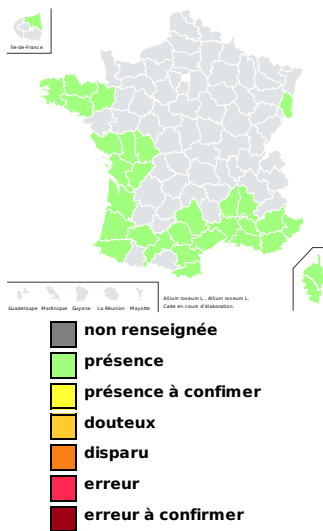 Île-de-France
Guadeloupe Martinique Guyane La Réunion Mayotte
Allium roseum L., Allium roseum L.
Carte en cours d'élaboration.
non renseignée
présence
présence à confimer
douteux
disparu
erreur
erreur à confirmer